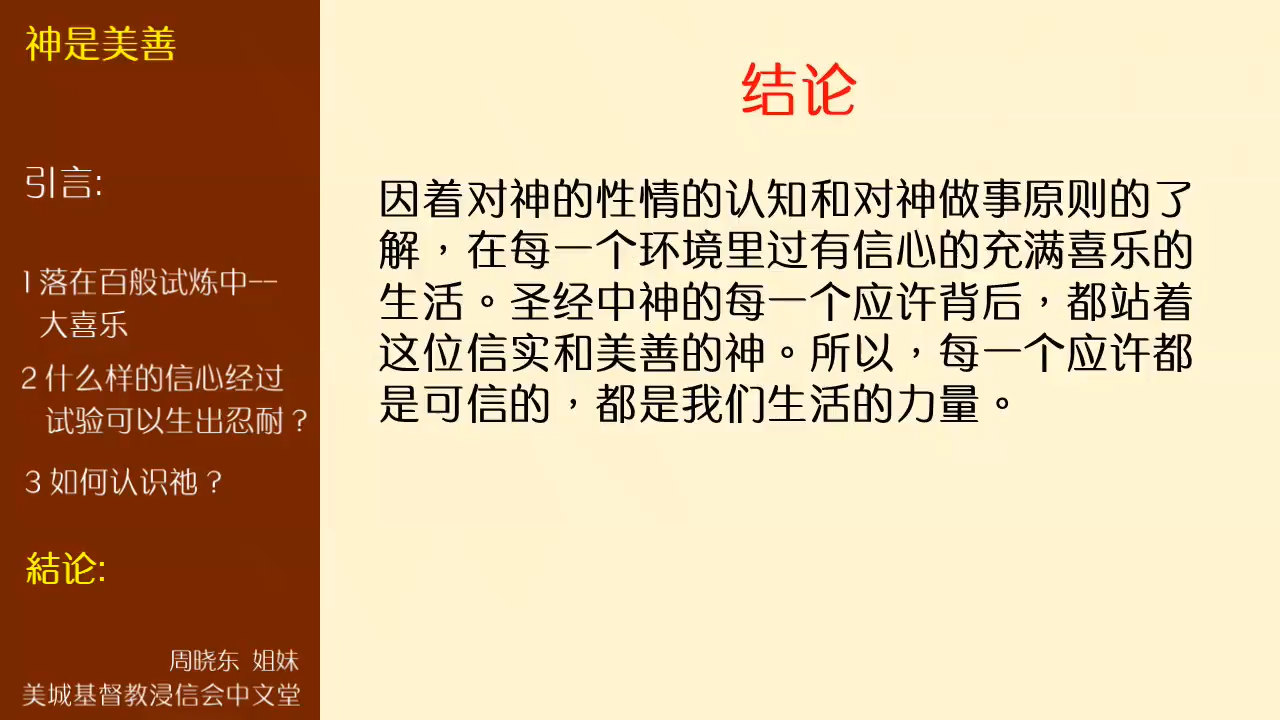 神是美善
引言:
1 落在百般试炼中--
大喜乐
2 什么样的信心经过
试验可以生出忍耐？
3 如何认识祂？
結论:
周晓东 姐妹
美城基督教浸信会中文堂
结论
因着对神的性情的认知和对神做事原则的了
解，在每一个环境里过有信心的充满喜乐的
生活。圣经中神的每一个应许背后，都站着
这位信实和美善的神。所以，每一个应许都
是可信的，都是我们生活的力量。